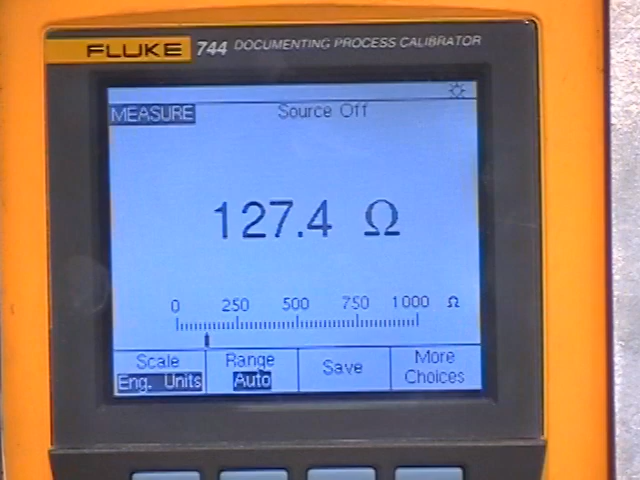 FLUKE 744 DOCUMENTING PROCESS CALIBRATOR
MEASURE Source Off
127.4 Ω
0 250 500 750 1000 Ω
Scale Range Save More
Eng. Units Auto Choices